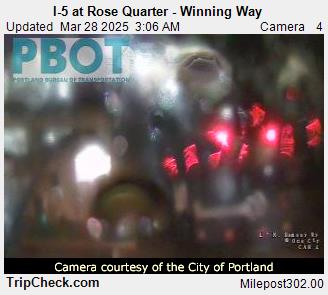 I-5 at Rose Quarter - Winning Way
Updated Mar 28 2025 3:06 AM Camera 4
PBOT
PORTLAND BUREAU OF TRANSPORTATION
Camera courtesy of the City of Portland
TripCheck.com Milepost302.00